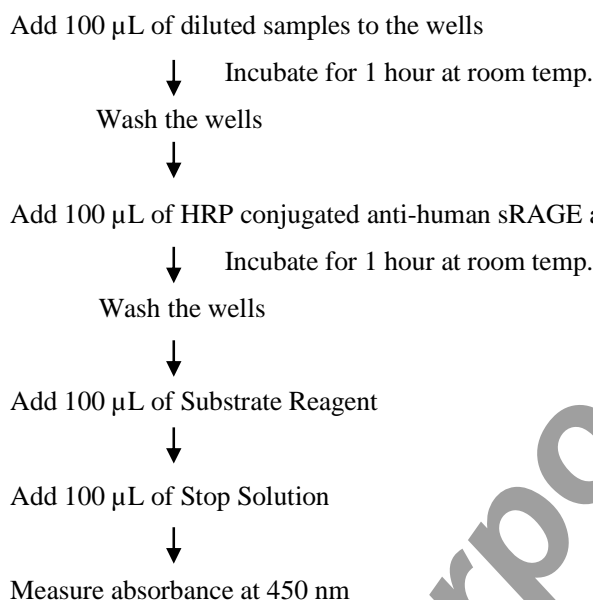 Add 100 µL of diluted samples to the wells
Incubate for 1 hour at room temp.
Wash the wells
Add 100 µL of HRP conjugated anti-human sRAGE
Incubate for 1 hour at room temp.
Wash the wells
Add 100 µL of Substrate Reagent
Add 100 µL of Stop Solution
Measure absorbance at 450 nm